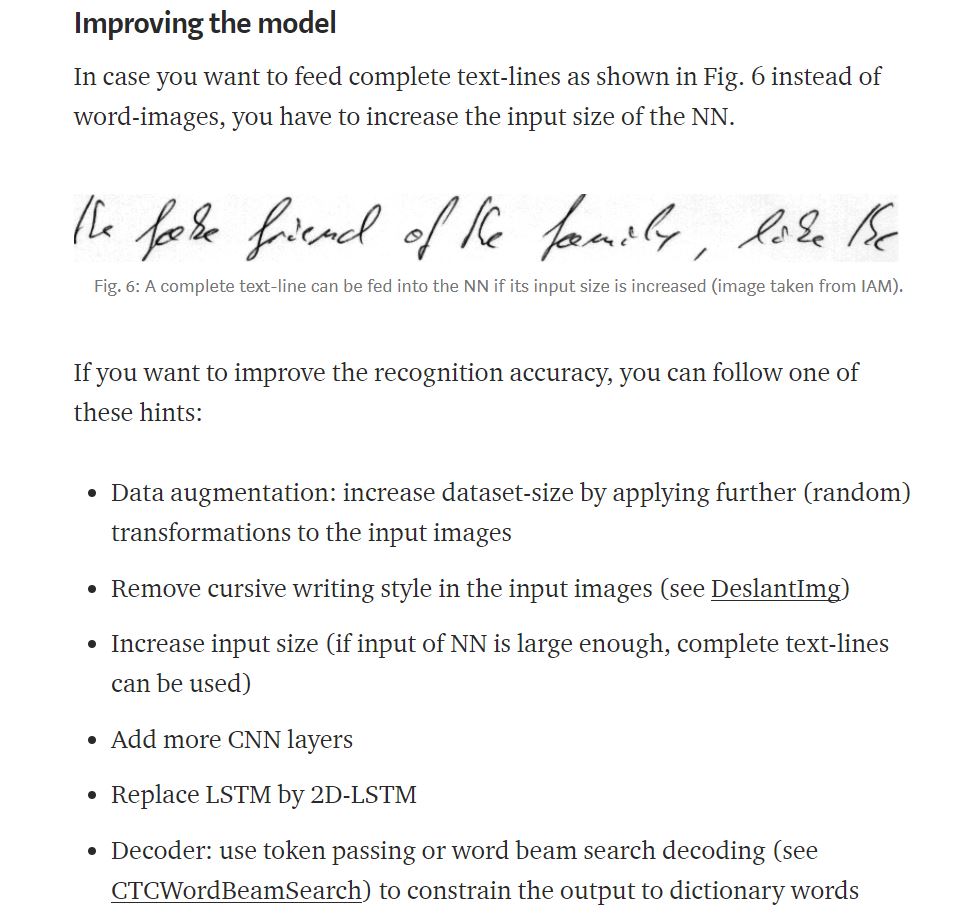 Improving the model
In case you want to feed complete text-lines as shown in Fig. 6 instead of
word-images, you have to increase the input size of the NN.
the fake friend of the family, like the
Fig. 6: A complete text-line can be fed into the NN if its input size is increased (image taken from IAM).
If you want to improve the recognition accuracy, you can follow one of
these hints:
• Data augmentation: increase dataset-size by applying further (random)
transformations to the input images
• Remove cursive writing style in the input images (see DeslantImg)
• Increase input size (if input of NN is large enough, complete text-lines
can be used)
• Add more CNN layers
• Replace LSTM by 2D-LSTM
• Decoder: use token passing or word beam search decoding (see
CTCWordBeamSearch) to constrain the output to dictionary words